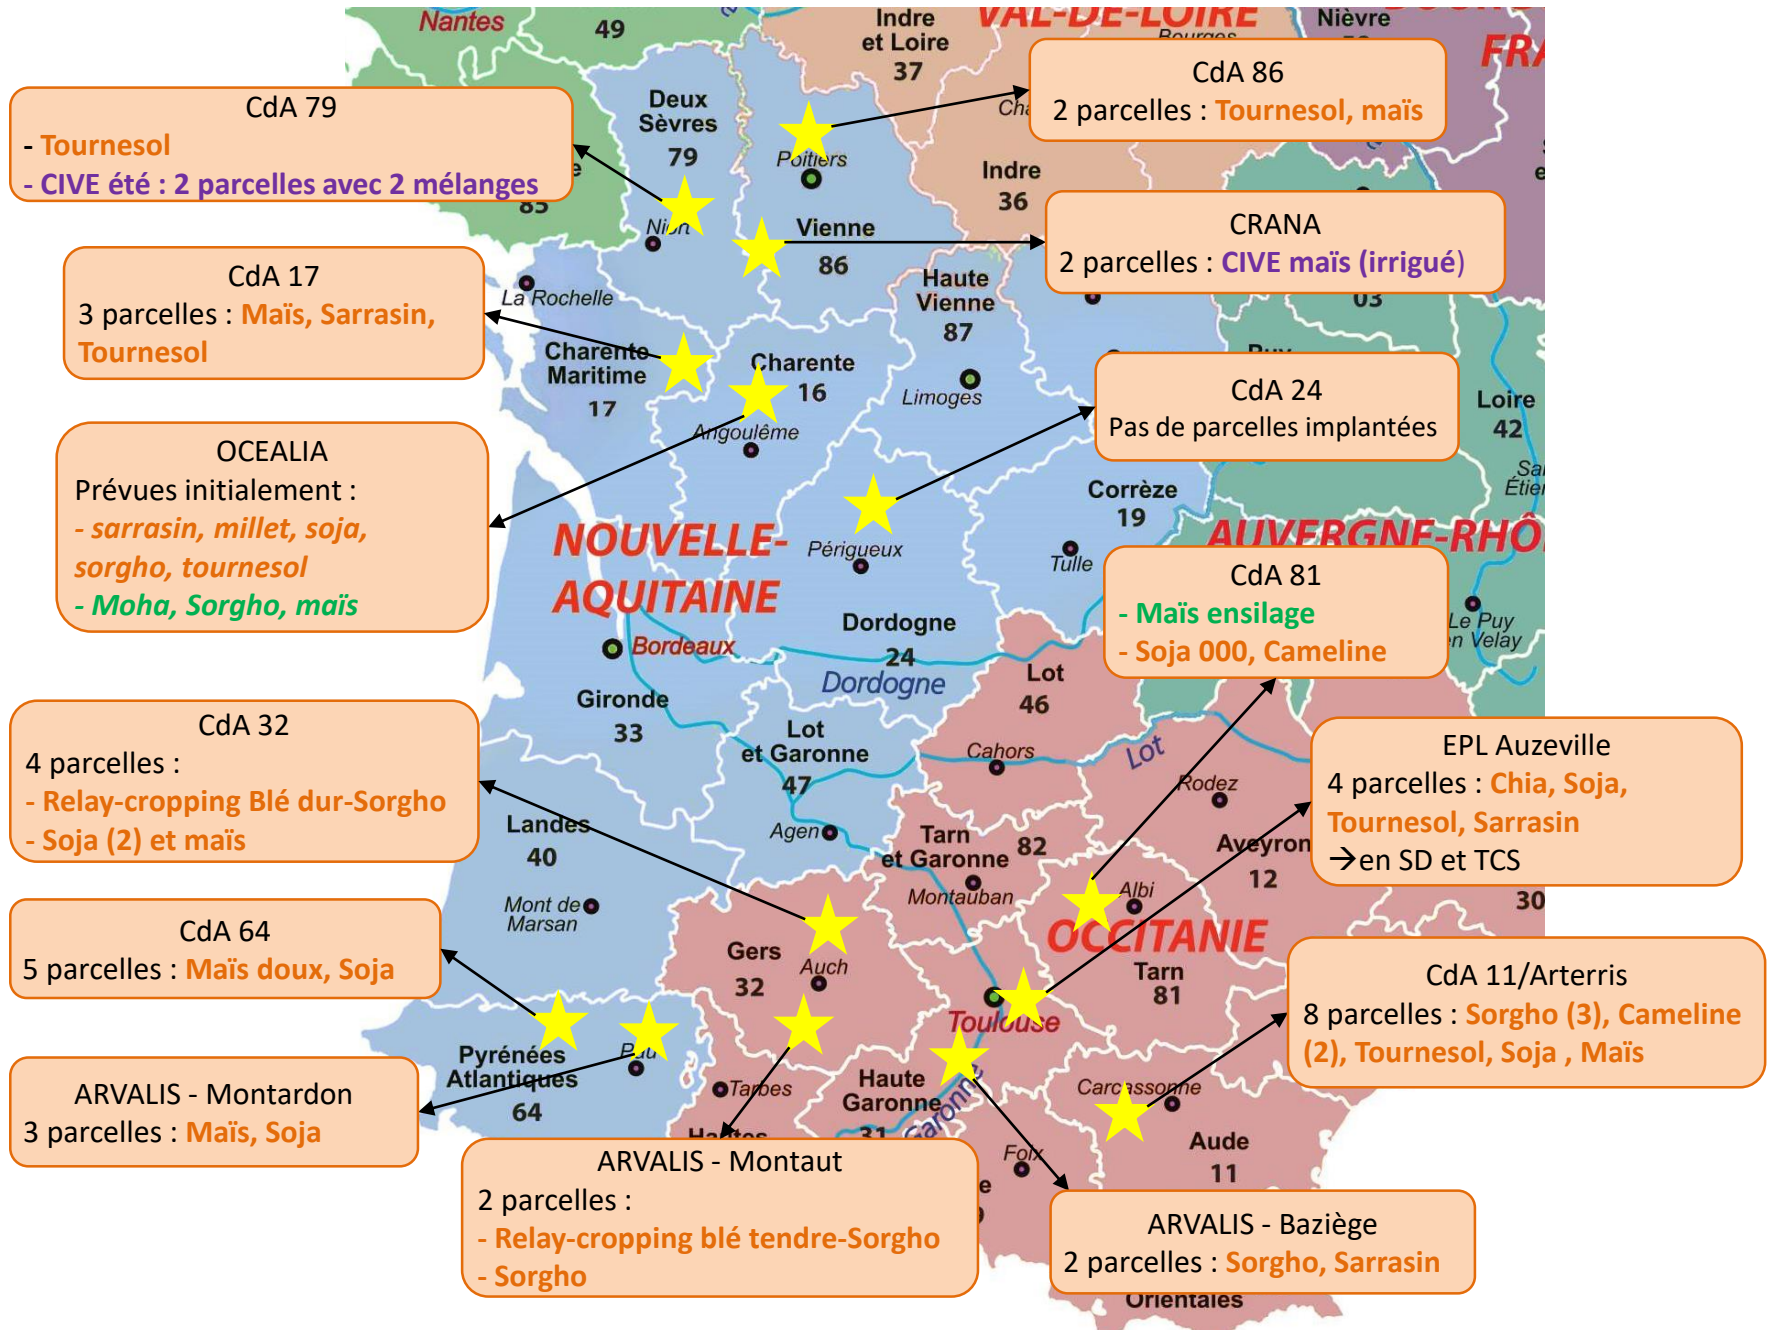 Nantes
49
Indre
et Loire
37
VAL-DE-LOIRE
Bourges
Nièvre
CdA 79
- Tournesol
- CIVE été : 2 parcelles avec 2 mélanges
85
Deux
Sèvres
79
Niort
Poitiers
Vienne
86
CdA 86
2 parcelles : Tournesol, maïs
Indre
36
CRANA
2 parcelles : CIVE maïs (irrigué)
03
CdA 17
3 parcelles : Maïs, Sarrasin,
Tournesol
La Rochelle
Charente
Maritime
17
Charente
16
Angoulême
Haute
Vienne
87
Limoges
CdA 24
Pas de parcelles implantées
Loire
42
OCEALIA
Prévues initialement :
- sarrasin, millet, soja,
sorgho, tournesol
- Moha, Sorgho, maïs
NOUVELLE-
AQUITAINE
Périgueux
Corrèze
19
Tulle
AUVERGNE-RHÔ
CdA 81
- Maïs ensilage
- Soja 000, Cameline
Le Puy
en Velay
Bordeaux
Dordogne
24
Dordogne
Gironde
33
Lot
46
Lot
et Garonne
47
Cahors
Lot
Rodez
Agen
CdA 32
4 parcelles :
- Relay-cropping Blé dur-Sorgho
- Soja (2) et maïs
Landes
40
Mont de
Marsan
Tarn
et Garonne
82
Montauban
Aveyron
12
EPL Auzeville
4 parcelles : Chia, Soja,
Tournesol, Sarrasin
→en SD et TCS
30
Albi
OCCITANIE
Tarn
81
CdA 64
5 parcelles : Maïs doux, Soja
Gers
32
Auch
Toulouse
CdA 11/Arterris
8 parcelles : Sorgho (3), Cameline
(2), Tournesol, Soja , Maïs
Pyrénées
Atlantiques
64
Pau
Tarbes
Hautes
Haute
Garonne
31
Garonne
Carcassonne
Aude
11
Foix
ARVALIS - Montardon
3 parcelles : Maïs, Soja
ARVALIS - Montaut
2 parcelles :
- Relay-cropping blé tendre-Sorgho
- Sorgho
ARVALIS - Baziège
2 parcelles : Sorgho, Sarrasin
Orientales